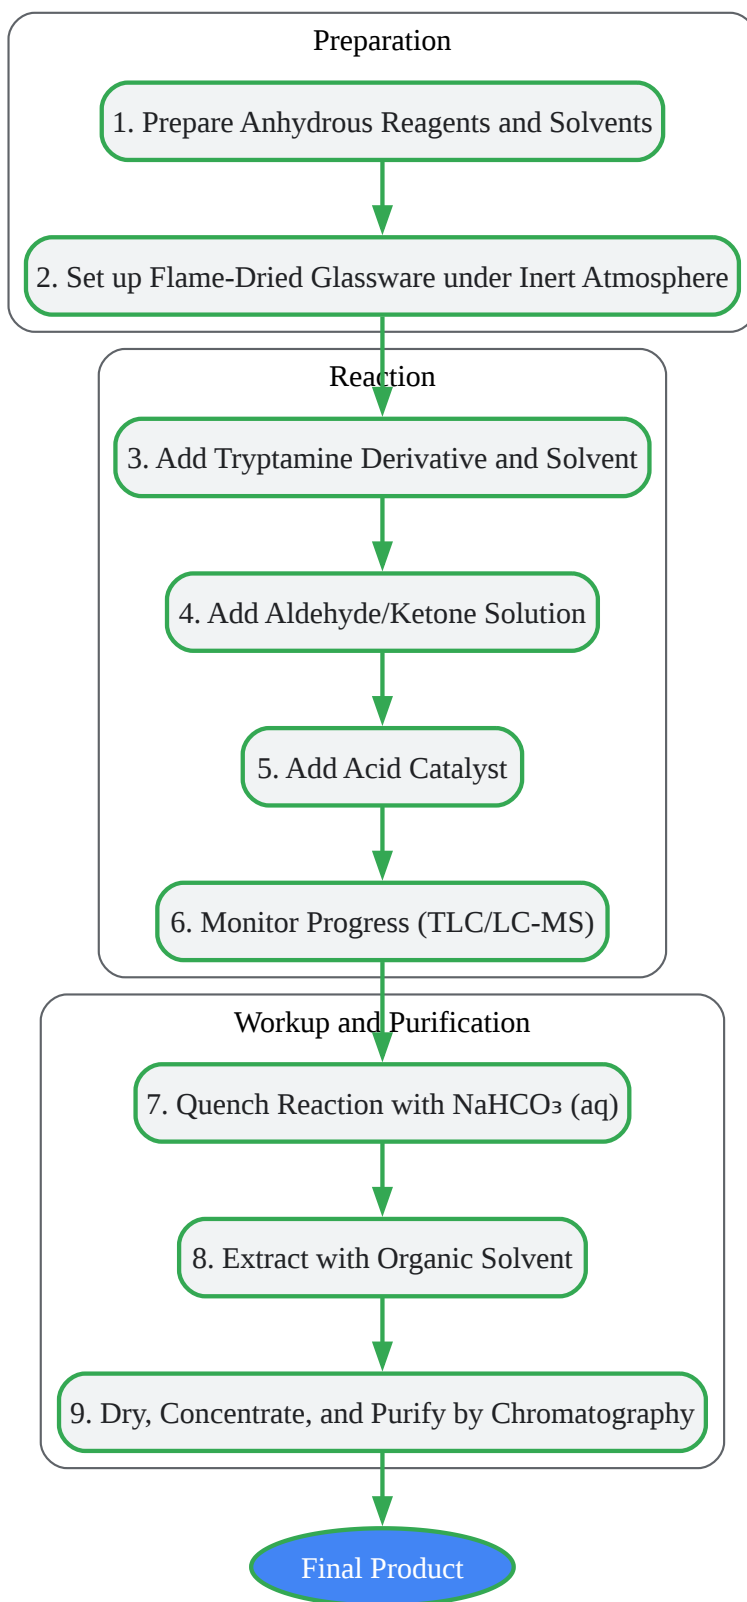 Preparation
1. Prepare Anhydrous Reagents and Solvents
2. Set up Flame-Dried Glassware under Inert Atmosphere
Reaction
3. Add Tryptamine Derivative and Solvent
4. Add Aldehyde/Ketone Solution
5. Add Acid Catalyst
6. Monitor Progress (TLC/LC-MS)
Workup and Purification
7. Quench Reaction with NaHCO₃ (aq)
8. Extract with Organic Solvent
9. Dry, Concentrate, and Purify by Chromatography
Final Product